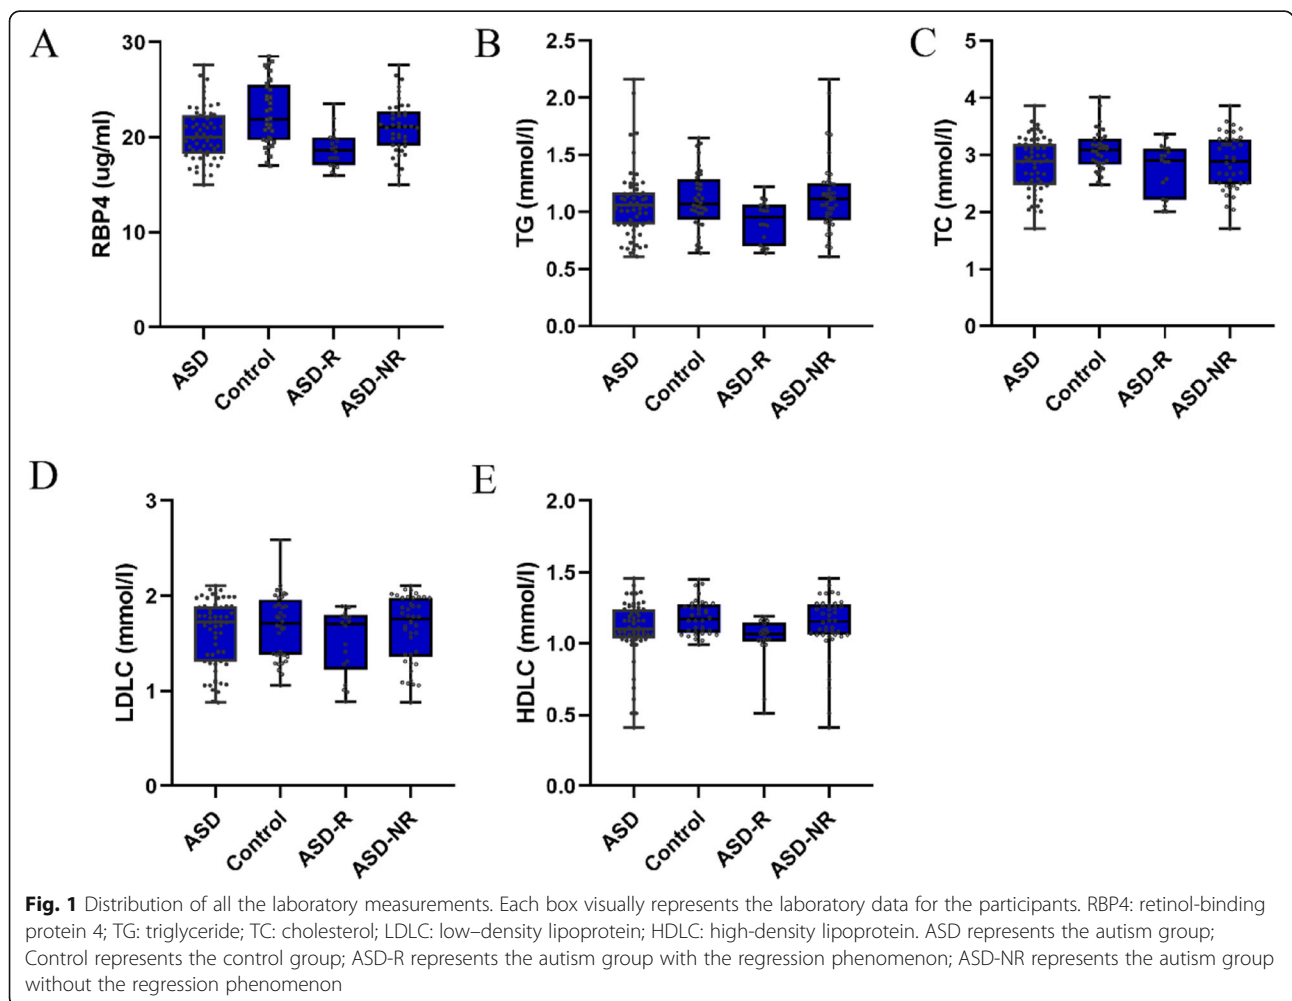 A
30
20
10
0
RBP4 (ug/ml)
ASD
Control
ASD-R
ASD-NR
B
2.5
2.0
1.5
1.0
0.5
0.0
TG (mmol/l)
ASD
Control
ASD-R
ASD-NR
C
5
4
3
2
1
0
TC (mmol/l)
ASD
Control
ASD-R
ASD-NR
D
3
2
1
0
LDLC (mmol/l)
ASD
Control
ASD-R
ASD-NR
E
2.0
1.5
1.0
0.5
0.0
HDLC (mmol/l)
ASD
Control
ASD-R
ASD-NR
Fig. 1 Distribution of all the laboratory measurements. Each box visually represents the laboratory data for the participants. RBP4: retinol-binding
protein 4; TG: triglyceride; TC: cholesterol; LDLC: low–density lipoprotein; HDLC: high-density lipoprotein. ASD represents the autism group;
Control represents the control group; ASD-R represents the autism group with the regression phenomenon; ASD-NR represents the autism group
without the regression phenomenon